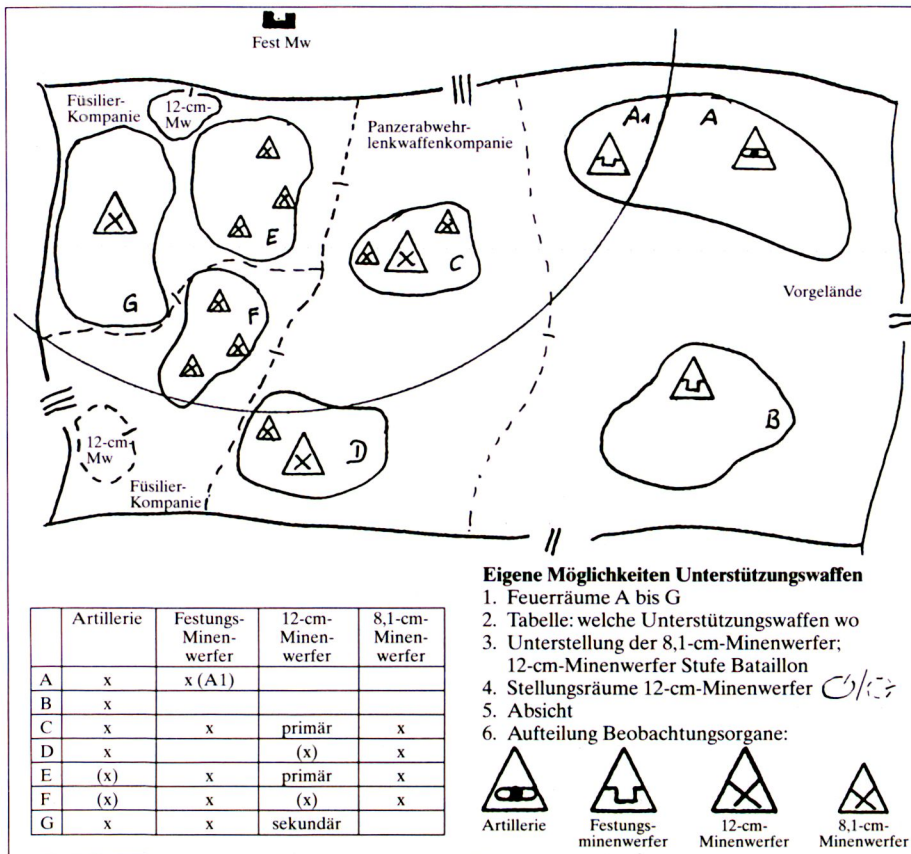 Fest Mw
Füsilier-
Kompanie
12-cm-
Mw
Panzerabwehr-
lenkwaffenkompanie
A1
A
E
C
G
F
Vorgelände
B
12-cm-
Mw
D
Füsilier-
Kompanie
Eigene Möglichkeiten Unterstützungswaffen
1. Feuerräume A bis G
2. Tabelle: welche Unterstützungswaffen wo
3. Unterstellung der 8,1-cm-Minenwerfer;
12-cm-Minenwerfer Stufe Bataillon
4. Stellungsräume 12-cm-Minenwerfer
5. Absicht
6. Aufteilung Beobachtungsorgane:
Artillerie
Festungs-
minenwerfer
12-cm-
Minenwerfer
8,1-cm-
Minenwerfer
Artillerie Festungs-Minen-werfer 12-cm-Minen-werfer 8,1-cm-Minen-werfer
A x x (A1)
B x
C x x primär x
D x (x) x
E (x) x primär x
F (x) x (x) x
G x x sekundär